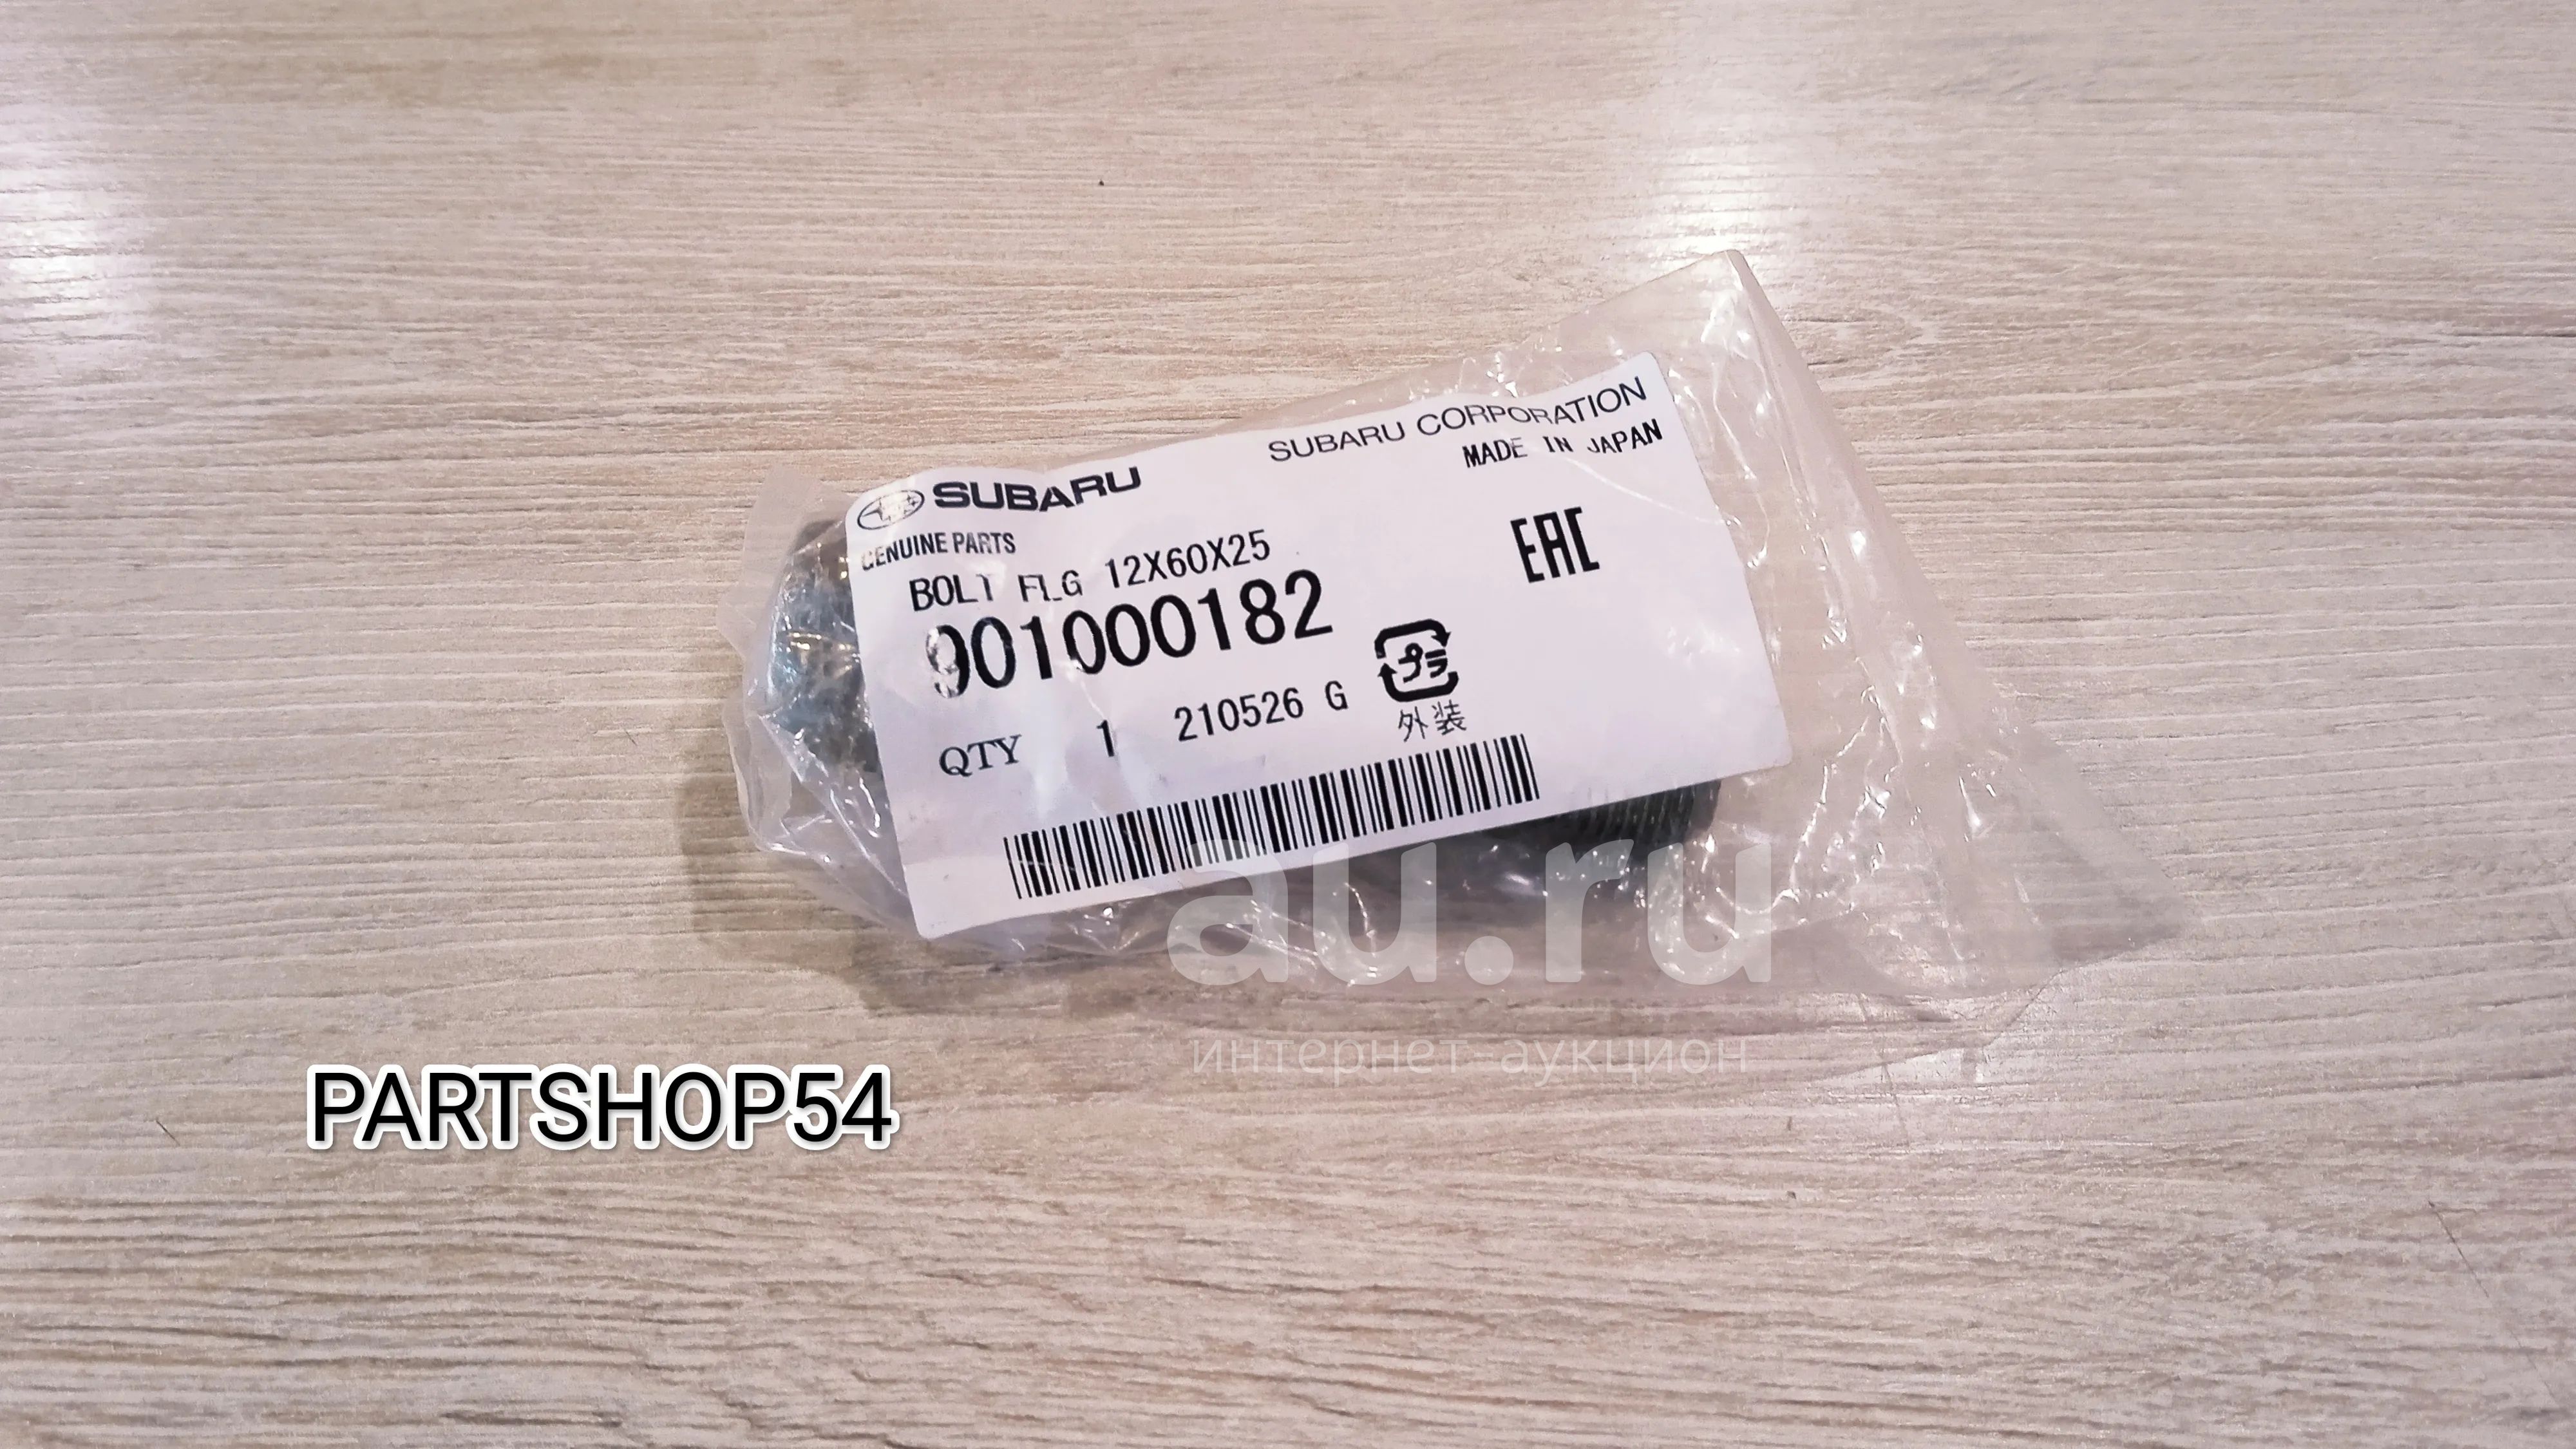 SUBARU CORPORATION
MADE IN JAPAN
SUBARU
GENUINE PARTS
EAC
BOLT FLG 12X60X25
901000182
プラ
QTY 1 210526 G
外装
au.ru
интернет-аукцион
PARTSHOP54